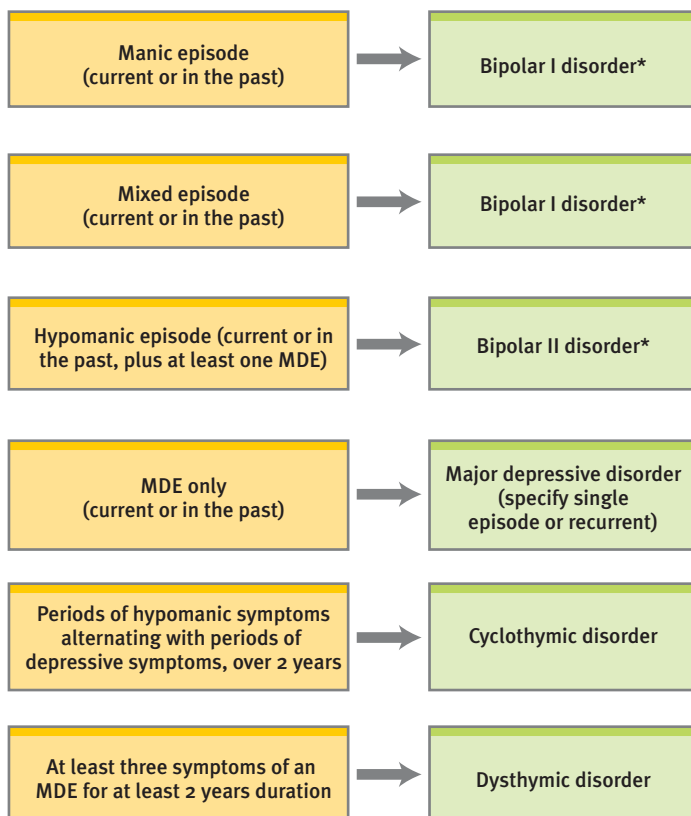 Manic episode
(current or in the past)
Bipolar I disorder*
Mixed episode
(current or in the past)
Bipolar I disorder*
Hypomanic episode (current or in
the past, plus at least one MDE)
Bipolar II disorder*
MDE only
(current or in the past)
Major depressive disorder
(specify single
episode or recurrent)
Periods of hypomanic symptoms
alternating with periods of
depressive symptoms, over 2 years
Cyclothymic disorder
At least three symptoms of an
MDE for at least 2 years duration
Dysthymic disorder